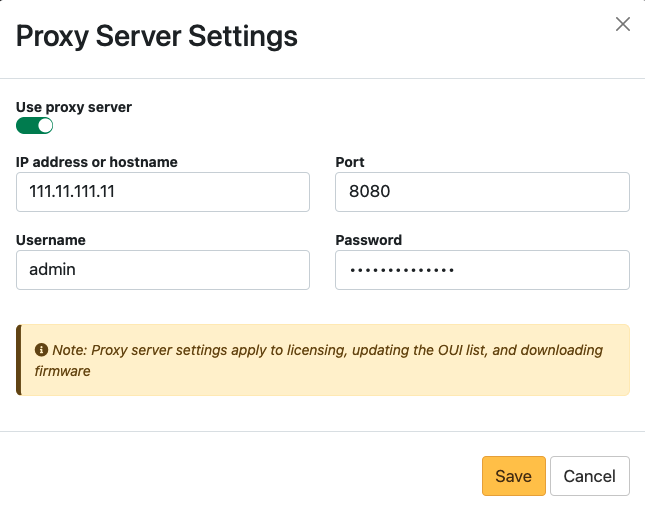 Proxy Server Settings
Use proxy server
IP address or hostname
Port
111.11.111.11
8080
Username
Password
admin
••••••••••••••
Note: Proxy server settings apply to licensing, updating the OUI list, and downloading
firmware
Save
Cancel